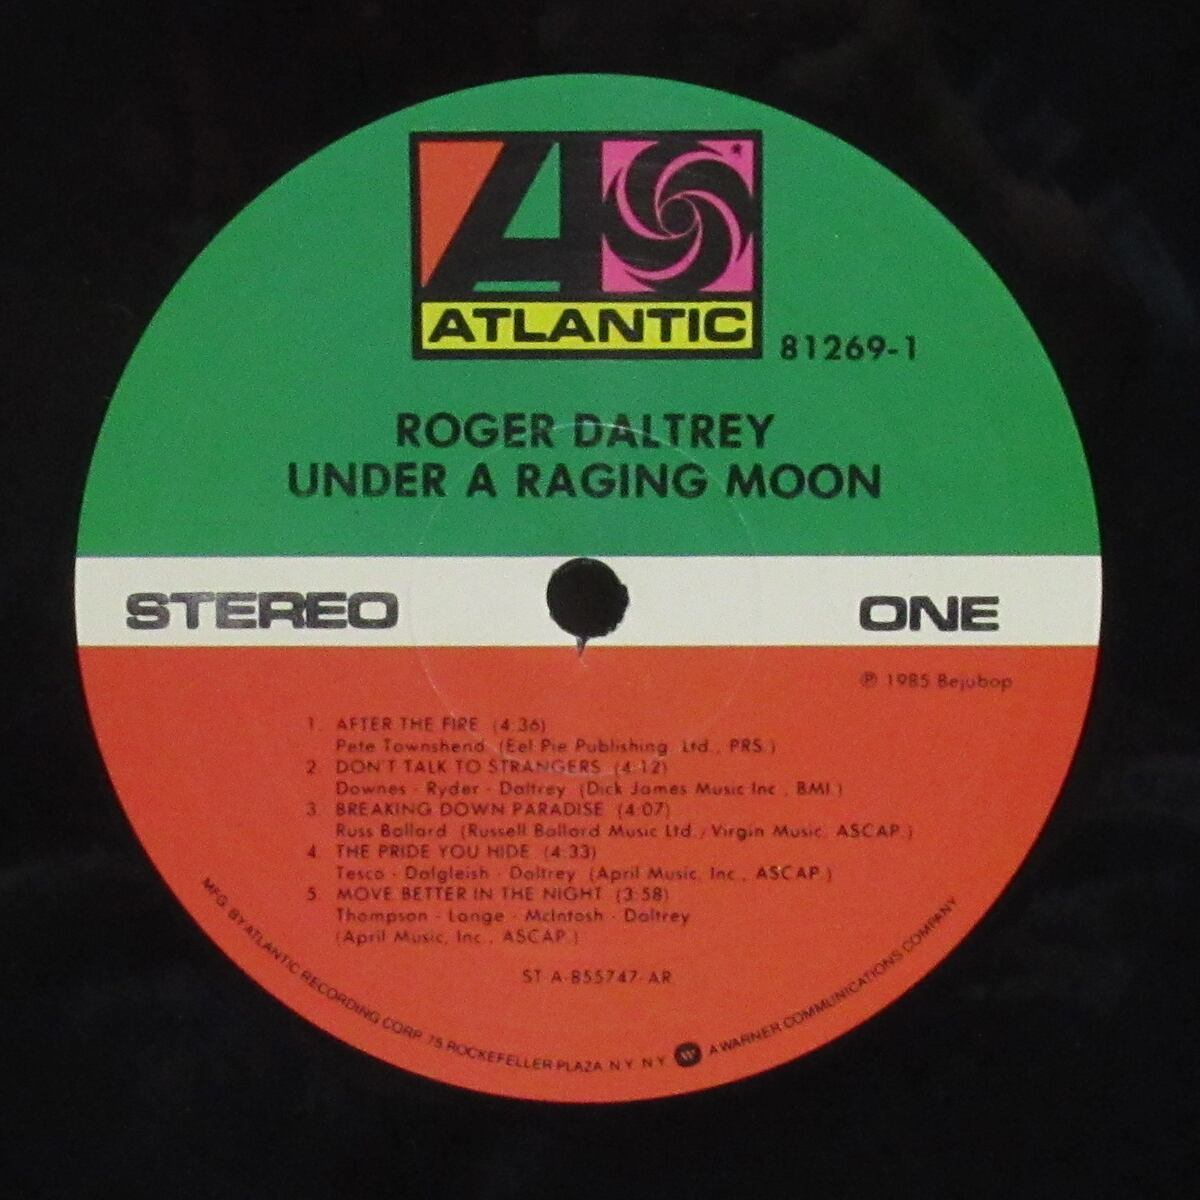 ATLANTIC
81269-1
ROGER DALTREY
UNDER A RAGING MOON
STEREO
ONE
℗ 1985 Bejubop
1. AFTER THE FIRE (4:36)
Pete Townshend (Eel Pie Publishing, Ltd., PRS.)
2. DON'T TALK TO STRANGERS (4:12)
Downes - Ryder - Daltrey (Dick James Music Inc., BMI.)
3. BREAKING DOWN PARADISE (4:07)
Russ Ballard (Russell Ballard Music Ltd./Virgin Music, ASCAP.)
4. THE PRIDE YOU HIDE (4:33)
Tesco - Dalgleish - Daltrey (April Music, Inc., ASCAP.)
5. MOVE BETTER IN THE NIGHT (3:58)
Thompson - Lange - McIntosh - Daltrey
(April Music, Inc., ASCAP.)
ST A-855747-AR
MFG. BY ATLANTIC RECORDING CORP. 75 ROCKEFELLER PLAZA N.Y. N.Y. W A WARNER COMMUNICATIONS COMPANY